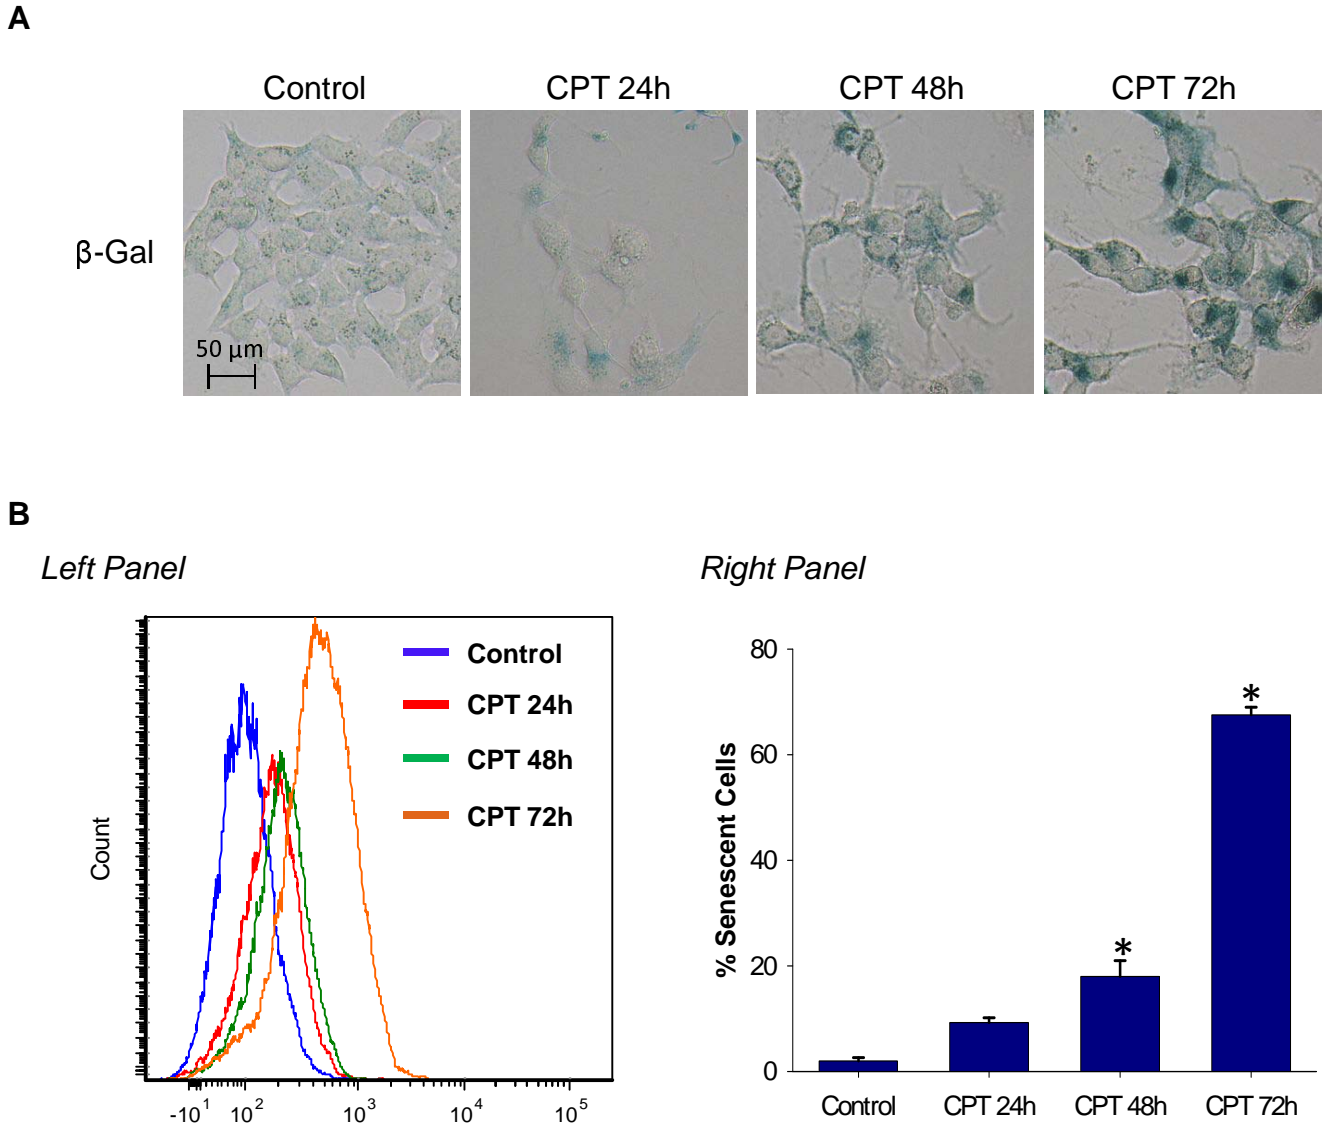 A
Control CPT 24h CPT 48h CPT 72h
β-Gal
50 µm
B
Left Panel Right Panel
Control
CPT 24h
CPT 48h
CPT 72h
Count
-10¹ 10² 10³ 10⁴ 10⁵
80
60
40
20
0
% Senescent Cells
*
*
Control CPT 24h CPT 48h CPT 72h